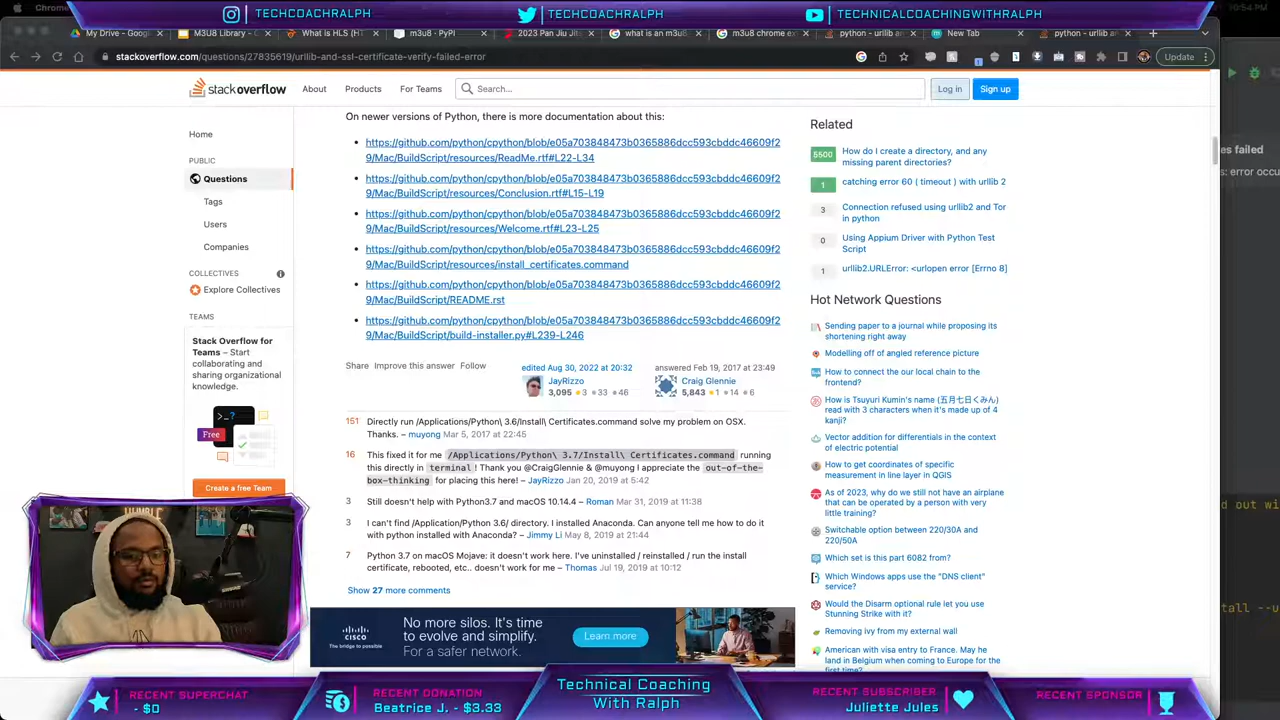 Chrome
TECHCOACHRALPH
TECHCOACHRALPH
TECHNICALCOACHINGWITHRALPH
My Drive - Goog
M3U8 Library - G
What is HLS (HT
m3u8 · PyPI
2023 Pan Jiu Jits
what is an m3u8
m3u8 chrome ex
python - urllib an
New Tab
python - urllib an
stackoverflow.com/questions/27835619/urllib-and-ssl-certificate-verify-failed-error
Update
stackoverflow
About
Products
For Teams
Search...
Log in
Sign up
Home
PUBLIC
Questions
Tags
Users
Companies
COLLECTIVES
Explore Collectives
TEAMS
Stack Overflow for
Teams – Start
collaborating and
sharing organizational
knowledge.
Free
Create a free Team
On newer versions of Python, there is more documentation about this:
https://github.com/python/cpython/blob/e05a703848473b0365886dcc593cbddc46609f2
9/Mac/BuildScript/resources/ReadMe.rtf#L22-L34
https://github.com/python/cpython/blob/e05a703848473b0365886dcc593cbddc46609f2
9/Mac/BuildScript/resources/Conclusion.rtf#L15-L19
https://github.com/python/cpython/blob/e05a703848473b0365886dcc593cbddc46609f2
9/Mac/BuildScript/resources/Welcome.rtf#L23-L25
https://github.com/python/cpython/blob/e05a703848473b0365886dcc593cbddc46609f2
9/Mac/BuildScript/resources/install_certificates.command
https://github.com/python/cpython/blob/e05a703848473b0365886dcc593cbddc46609f2
9/Mac/BuildScript/README.rst
https://github.com/python/cpython/blob/e05a703848473b0365886dcc593cbddc46609f2
9/Mac/BuildScript/build-installer.py#L239-L246
Share Improve this answer Follow
edited Aug 30, 2022 at 20:32
JayRizzo
3,095 3 33 46
answered Feb 19, 2017 at 23:49
Craig Glennie
5,843 1 14 6
151 Directly run /Applications/Python\ 3.6/Install\ Certificates.command solve my problem on OSX.
Thanks. – muyong Mar 5, 2017 at 22:45
16 This fixed it for me /Applications/Python\ 3.7/Install\ Certificates.command running
this directly in terminal ! Thank you @CraigGlennie & @muyong I appreciate the out-of-the-
box-thinking for placing this here! – JayRizzo Jan 20, 2019 at 5:42
3 Still doesn't help with Python3.7 and macOS 10.14.4 – Roman Mar 31, 2019 at 11:38
3 I can't find /Application/Python 3.6/ directory. I installed Anaconda. Can anyone tell me how to do it
with python installed with Anaconda? – Jimmy Li May 8, 2019 at 21:44
7 Python 3.7 on macOS Mojave: it doesn't work here. I've uninstalled / reinstalled / run the install
certificate, rebooted, etc.. doesn't work for me – Thomas Jul 19, 2019 at 10:12
Show 27 more comments
CISCO
The bridge to possible
No more silos. It's time
to evolve and simplify.
For a safer network.
Learn more
Related
5500 How do I create a directory, and any
missing parent directories?
1 catching error 60 ( timeout ) with urllib 2
3 Connection refused using urllib2 and Tor
in python
0 Using Appium Driver with Python Test
Script
1 urllib2.URLError: <urlopen error [Errno 8]
Hot Network Questions
Sending paper to a journal while proposing its
shortening right away
Modelling off of angled reference picture
How to connect the our local chain to the
frontend?
How is Tsuyuri Kumin's name (五月七日くみん)
read with 3 characters when it's made up of 4
kanji?
Vector addition for differentials in the context
of electric potential
How to get coordinates of specific
measurement in line layer in QGIS
As of 2023, why do we still not have an airplane
that can be operated by a person with very
little training?
Switchable option between 220/30A and
220/50A
Which set is this part 6082 from?
Which Windows apps use the "DNS client"
service?
Would the Disarm optional rule let you use
Stunning Strike with it?
Removing ivy from my external wall
American with visa entry to France. May he
land in Belgium when coming to Europe for the
first time?
es failed
s: error occu
d out wi
stall --u
RECENT SUPERCHAT
- $0
RECENT DONATION
Beatrice J. - $3.33
Technical Coaching
With Ralph
RECENT SUBSCRIBER
Juliette Jules
RECENT SPONSOR